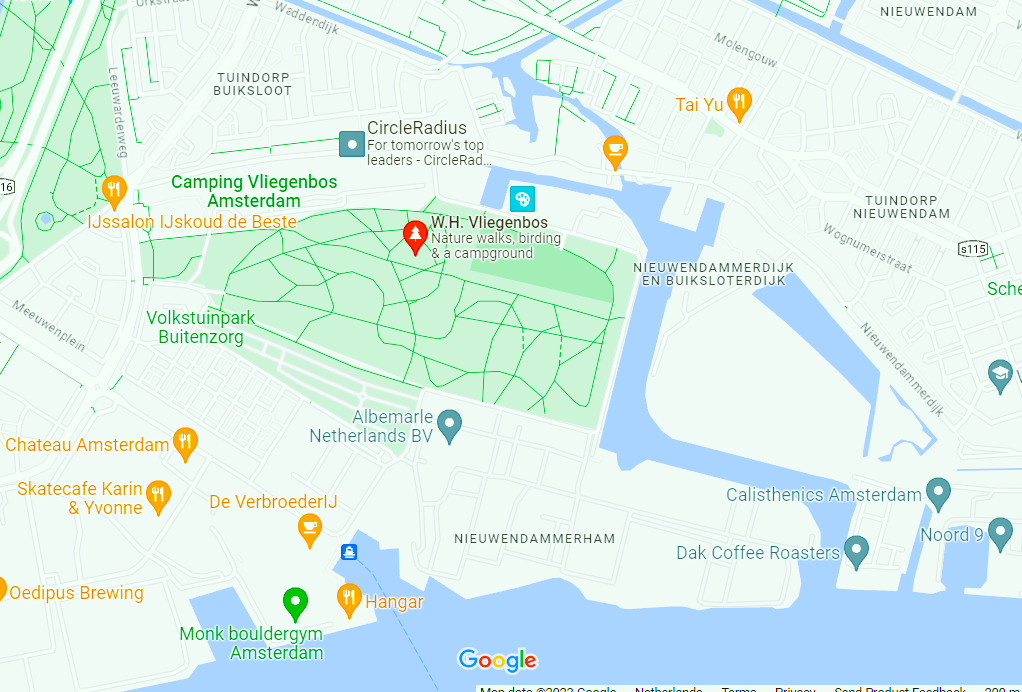 Urkstraat
Waddendijk
NIEUWENDAM
Molengouw
Leeuwarderweg
TUINDORP
BUIKSLOOT
Tai Yu
CircleRadius
For tomorrow's top
leaders - CircleRad...
16
Camping Vliegenbos
Amsterdam
TUINDORP
NIEUWENDAM
IJssalon IJskoud de Beste
W.H. Vliegenbos
Nature walks, birding
& a campground
Wognumerstraat
s115
NIEUWENDAMMERDIJK
EN BUIKSLOTERDIJK
Sche
Meeuwenplein
Volkstuinpark
Buitenzorg
Nieuwendammerdijk
V
Albemarle
Netherlands BV
Chateau Amsterdam
Skatecafe Karin
& Yvonne
De VerbroederIJ
Calisthenics Amsterdam
NIEUWENDAMMERHAM
Noord 9
Dak Coffee Roasters
Oedipus Brewing
Hangar
Monk bouldergym
Amsterdam
Google
Map data ©2023 Google Netherlands Terms Privacy Send Product Feedback 200 m